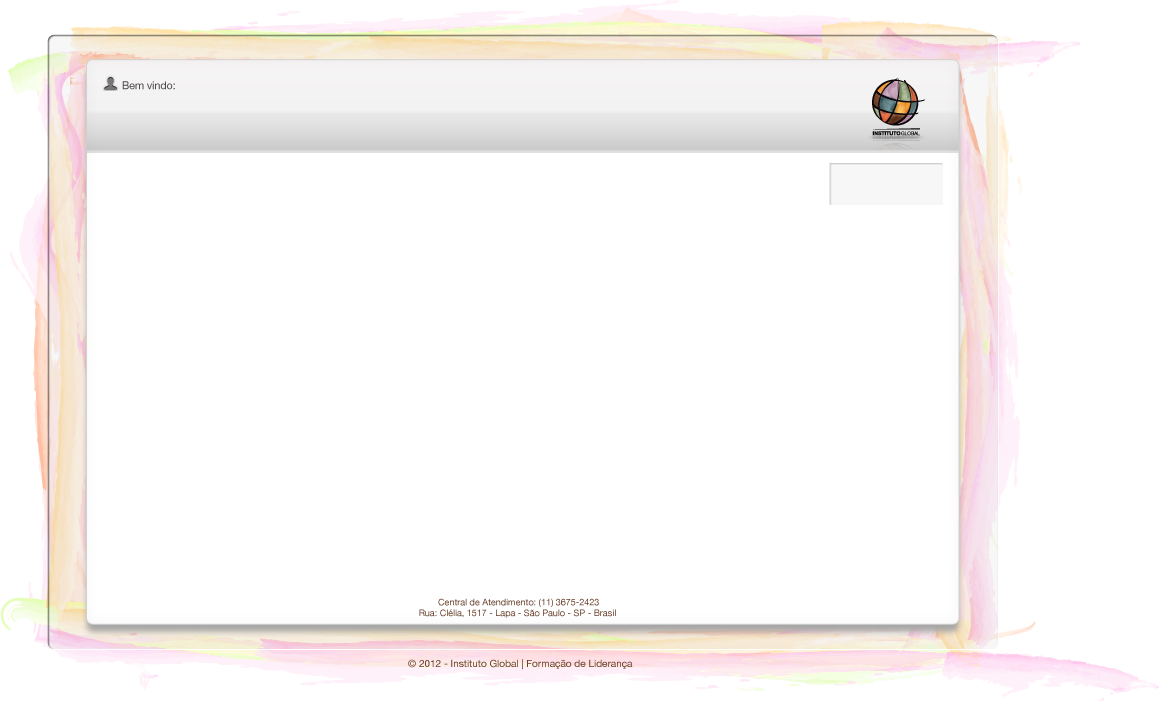 Bem vindo:
INSTITUTO GLOBAL
Central de Atendimento: (11) 3675-2423
Rua: Clélia, 1517 - Lapa - São Paulo - SP - Brasil
© 2012 - Instituto Global | Formação de Liderança